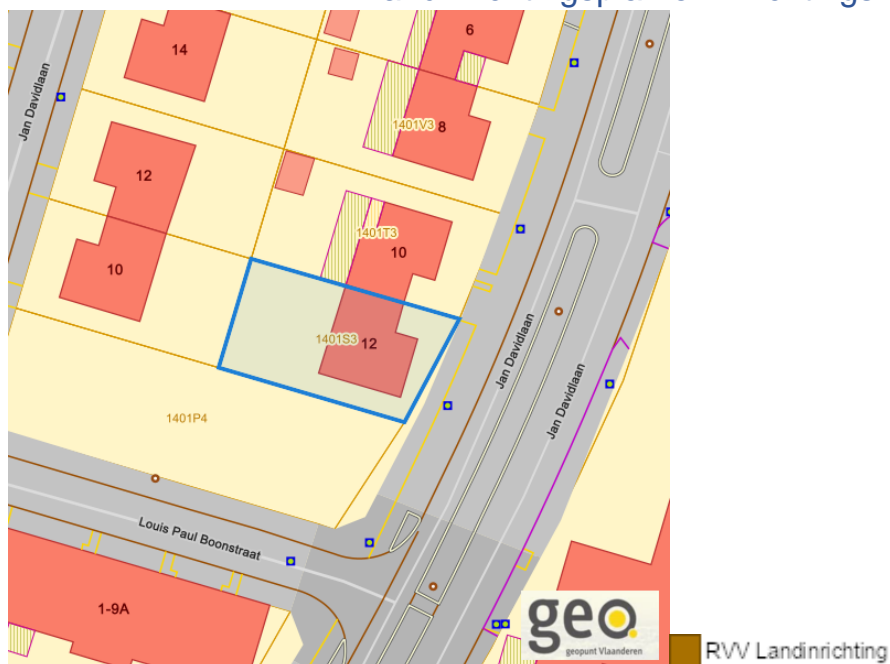 14
6
Jan Davidlaan
1401V3
8
12
1401T3
10
10
1401S3
12
Jan Davidlaan
Jan Davidlaan
1401P4
Louis Paul Boonstraat
1-9A
geo
geopunt Vlaanderen
RVV Landinrichting